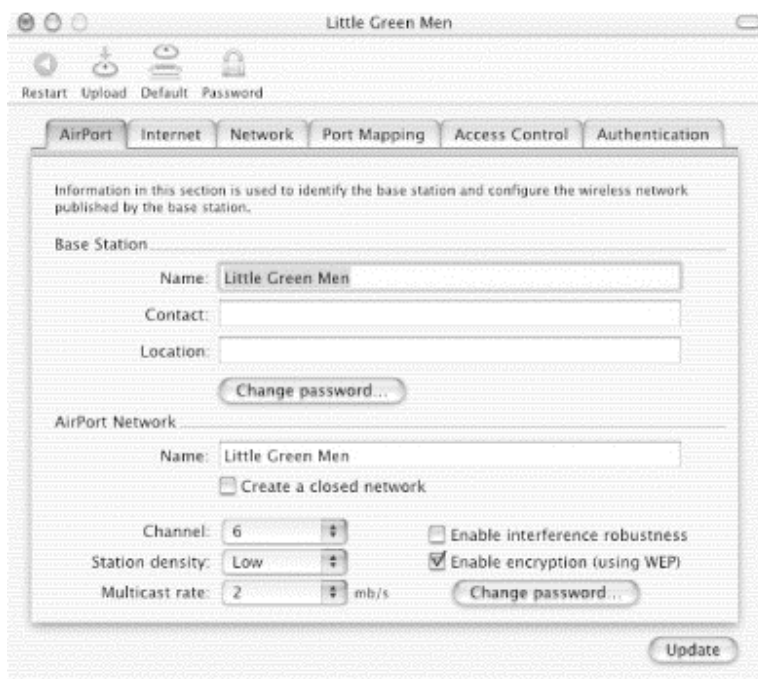 Little Green Men
Restart Upload Default Password
AirPort Internet Network Port Mapping Access Control Authentication
Information in this section is used to identify the base station and configure the wireless network
published by the base station.
Base Station
Name: Little Green Men
Contact:
Location:
Change password...
AirPort Network
Name: Little Green Men
Create a closed network
Channel: 6 Enable interference robustness
Station density: Low Enable encryption (using WEP)
Multicast rate: 2 mb/s Change password...
Update